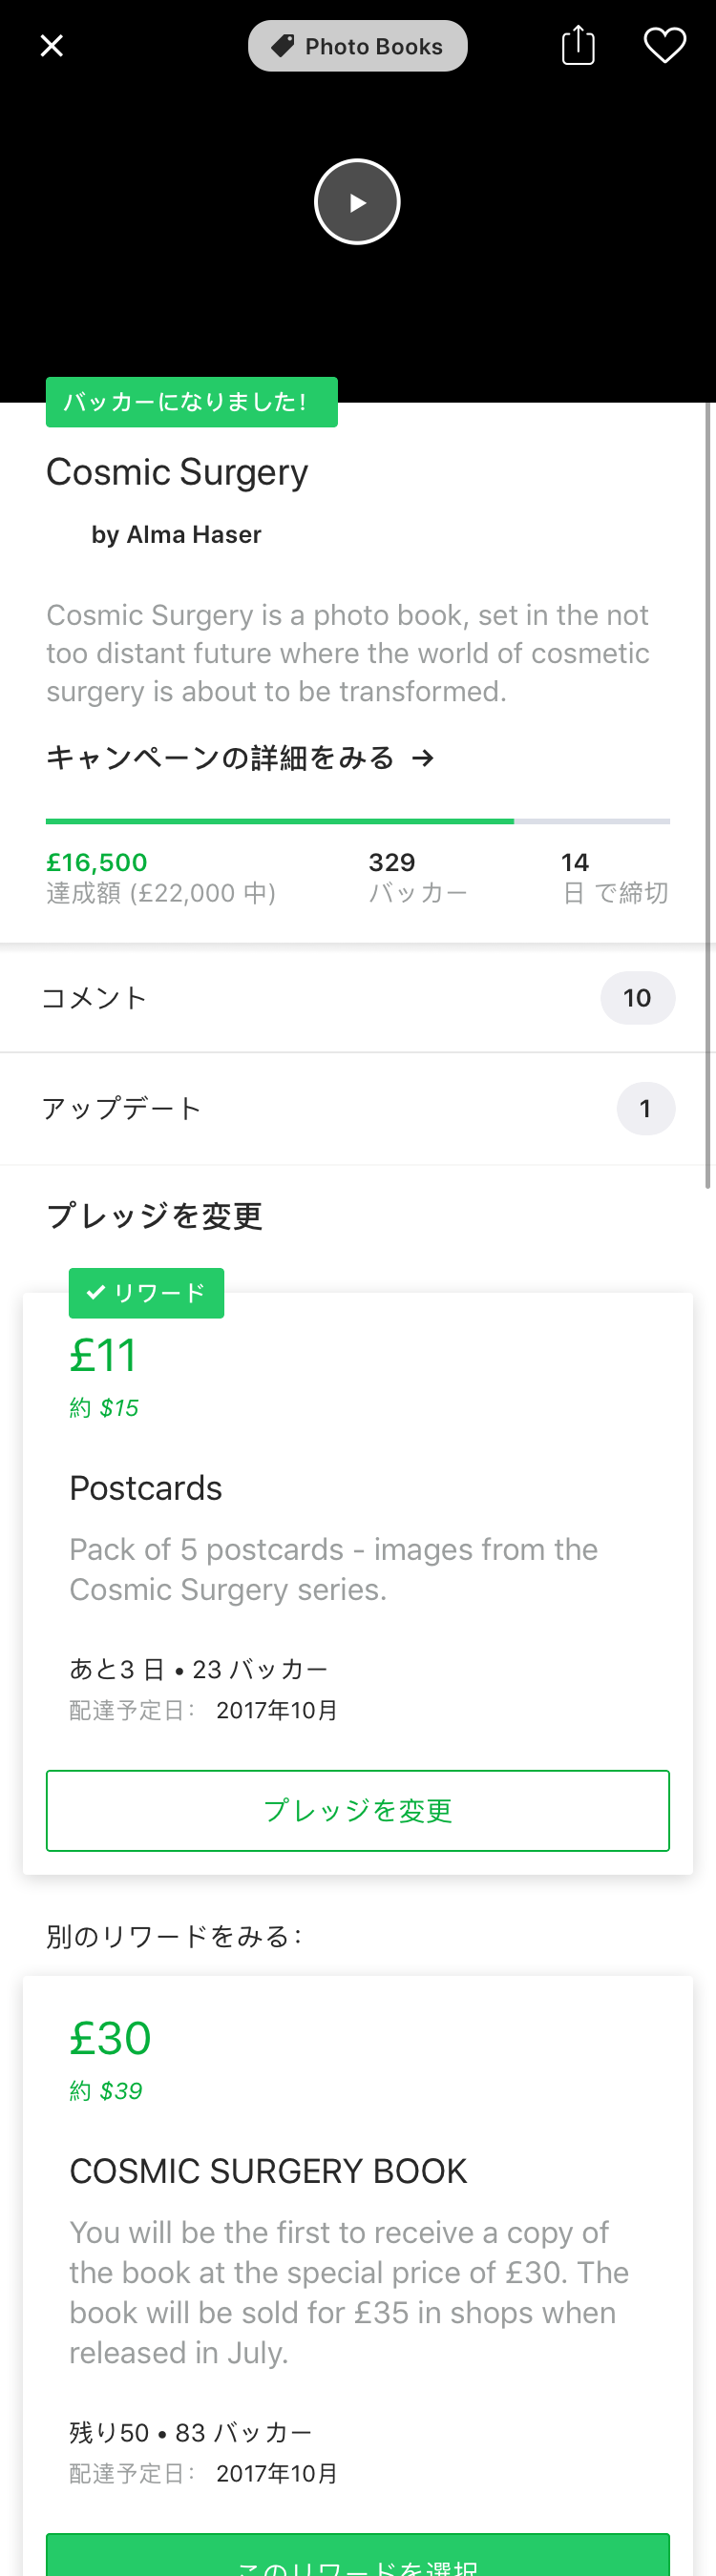 Photo Books
バッカーになりました！
Cosmic Surgery
by Alma Haser
Cosmic Surgery is a photo book, set in the not
too distant future where the world of cosmetic
surgery is about to be transformed.
キャンペーンの詳細をみる →
£16,500
達成額 (£22,000 中)
329
バッカー
14
日 で締切
コメント
10
アップデート
1
プレッジを変更
✔ リワード
£11
約 $15
Postcards
Pack of 5 postcards - images from the
Cosmic Surgery series.
あと3 日 • 23 バッカー
配達予定日： 2017年10月
プレッジを変更
別のリワードをみる：
£30
約 $39
COSMIC SURGERY BOOK
You will be the first to receive a copy of
the book at the special price of £30. The
book will be sold for £35 in shops when
released in July.
残り50 • 83 バッカー
配達予定日： 2017年10月
このリワードを選択